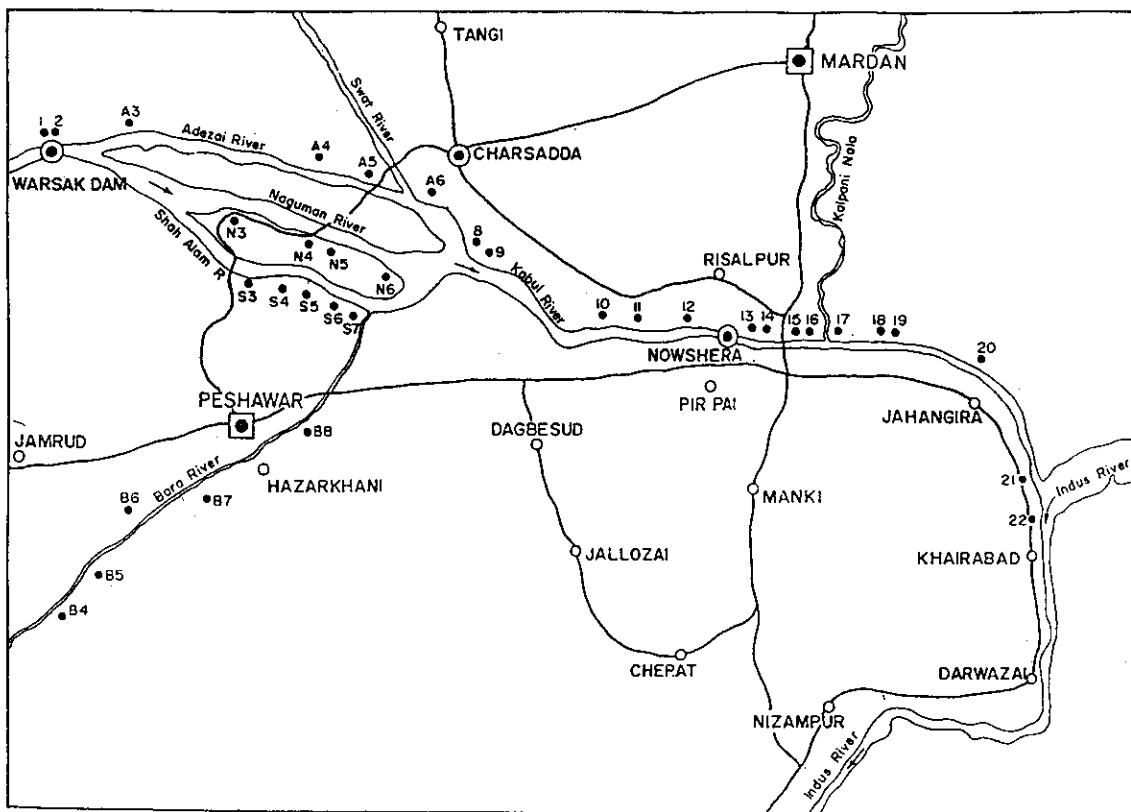 TANGI
MARDAN
Swat River
A3
1 2
Adezai River
A4
A5
CHARSADDA
WARSAK DAM
A6
Kalpani Nala
Naguman River
N3
Shah Alam R
8
9
N4
N5
Kabul River
RISALPUR
N6
S3
S4
S5
S6
S7
10
11
12
13
14
15
16
17
18
19
NOWSHERA
20
PIR PAI
PESHAWAR
JAHANGIRA
JAMRUD
B8
DAGBESUD
Bara River
HAZARKHANI
Indus River
B6
B7
MANKI
21
22
JALLOZAI
KHAIRABAD
B5
B4
CHERAT
DARWAZAI
NIZAMPUR
Indus River